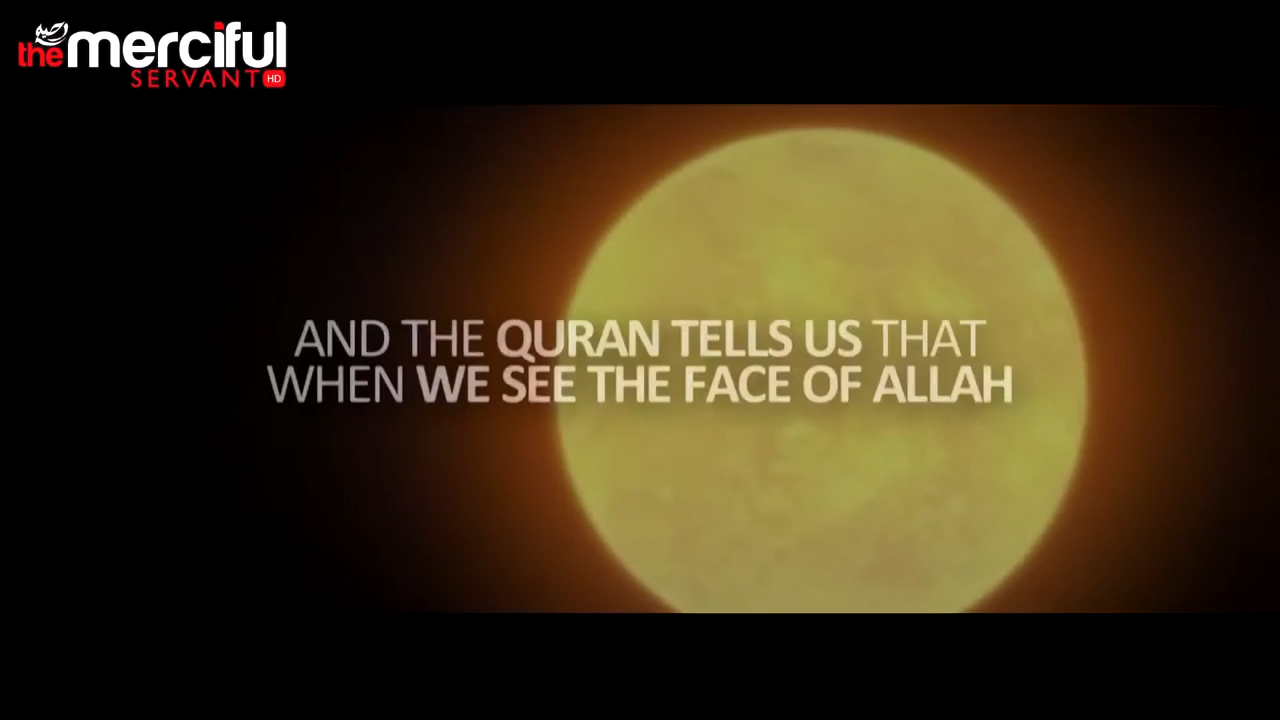 the merciful
SERVANT HD
AND THE QURAN TELLS US THAT
WHEN WE SEE THE FACE OF ALLAH